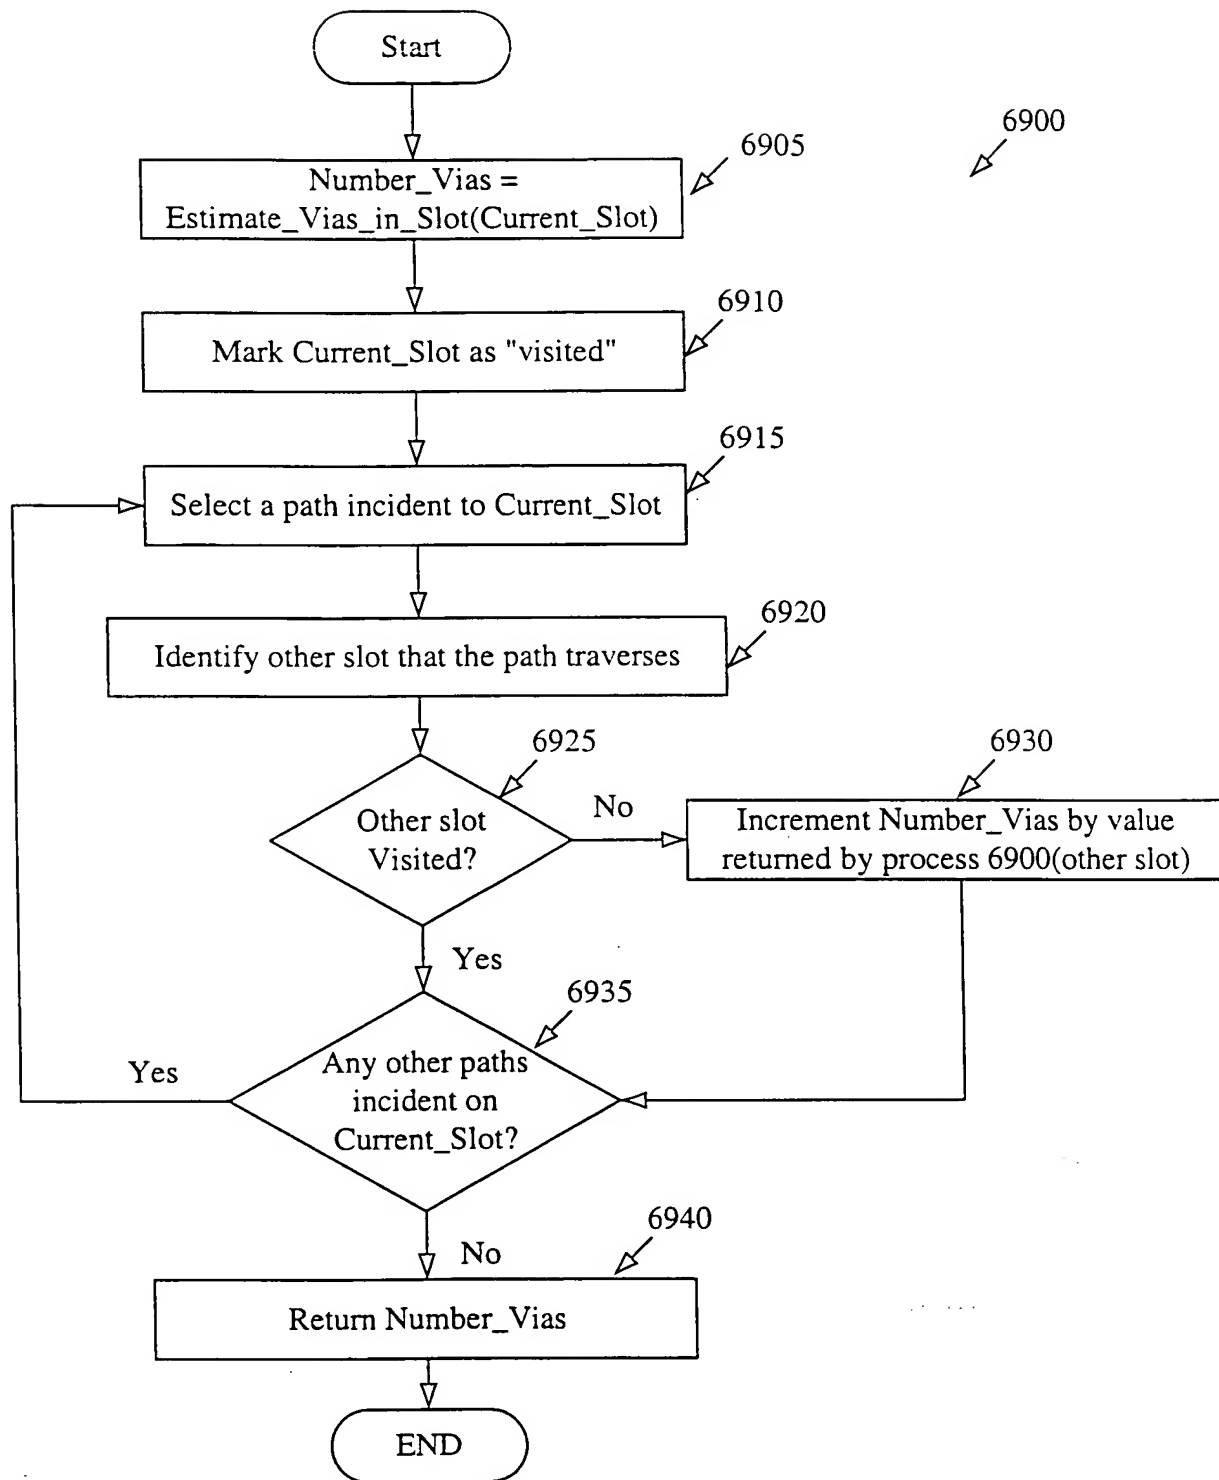 Start
6900
6905
Number_Vias =
Estimate_Vias_in_Slot(Current_Slot)
6910
Mark Current_Slot as "visited"
6915
Select a path incident to Current_Slot
6920
Identify other slot that the path traverses
6925
Other slot
Visited?
No
6930
Increment Number_Vias by value
returned by process 6900(other slot)
Yes
6935
Any other paths
incident on
Current_Slot?
Yes
No
6940
Return Number_Vias
END